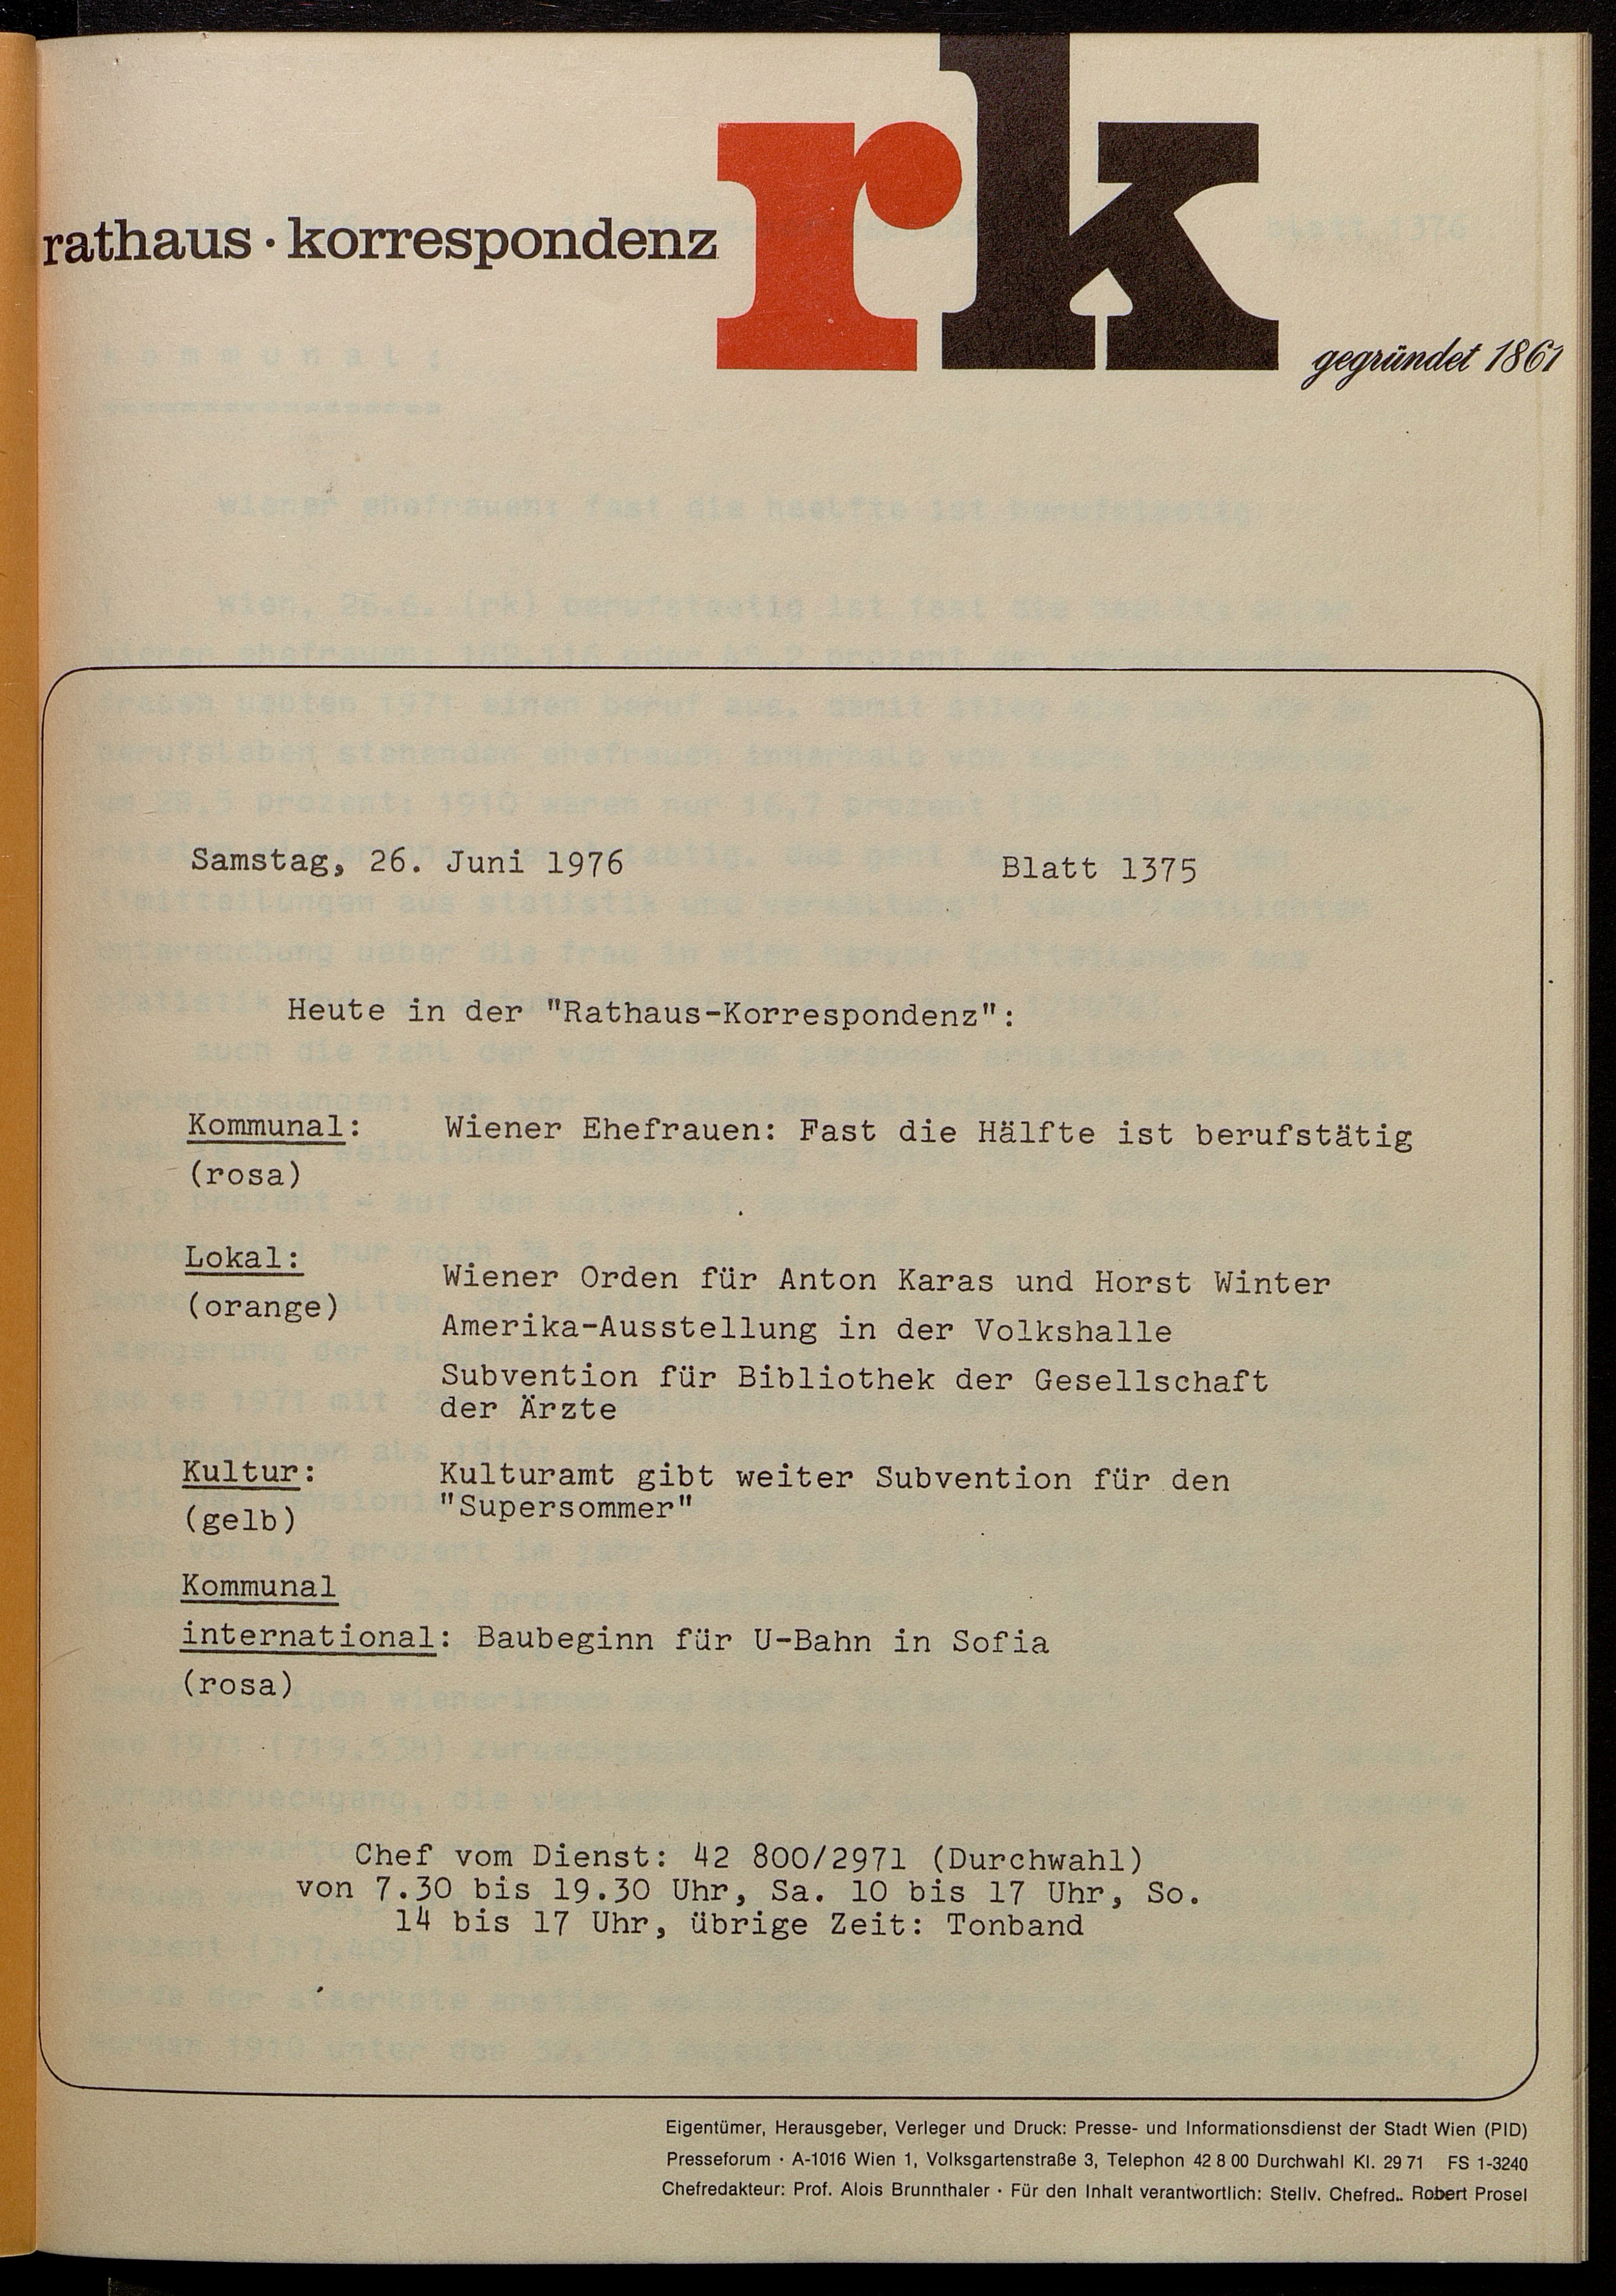 rathaus · korrespondenz
rk
gegründet 1861
Samstag, 26. Juni 1976 Blatt 1375
Heute in der "Rathaus-Korrespondenz":
Kommunal: Wiener Ehefrauen: Fast die Hälfte ist berufstätig
(rosa)
Lokal: Wiener Orden für Anton Karas und Horst Winter
(orange) Amerika-Ausstellung in der Volkshalle
Subvention für Bibliothek der Gesellschaft
der Ärzte
Kultur: Kulturamt gibt weiter Subvention für den
"Supersommer"
(gelb)
Kommunal
international: Baubeginn für U-Bahn in Sofia
(rosa)
Chef vom Dienst: 42 800/2971 (Durchwahl)
von 7.30 bis 19.30 Uhr, Sa. 10 bis 17 Uhr, So.
14 bis 17 Uhr, übrige Zeit: Tonband
Eigentümer, Herausgeber, Verleger und Druck: Presse- und Informationsdienst der Stadt Wien (PID)
Presseforum · A-1016 Wien 1, Volksgartenstraße 3, Telephon 42 8 00 Durchwahl Kl. 29 71 FS 1-3240
Chefredakteur: Prof. Alois Brunnthaler · Für den Inhalt verantwortlich: Stellv. Chefred.. Robert Prosel